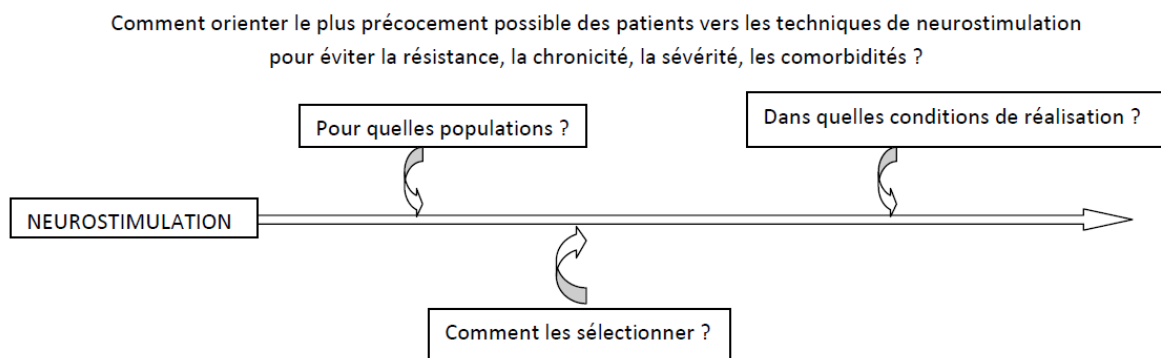 Comment orienter le plus précocement possible des patients vers les techniques de neurostimulation
pour éviter la résistance, la chronicité, la sévérité, les comorbidités ?
Pour quelles populations ?
Dans quelles conditions de réalisation ?
NEUROSTIMULATION
Comment les sélectionner ?